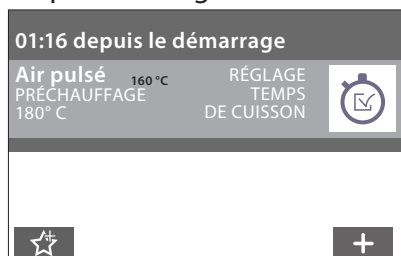 01:16 depuis le démarrage
Air pulsé 160 °C
PRÉCHAUFFAGE
180° C
RÉGLAGE
TEMPS
DE CUISSON